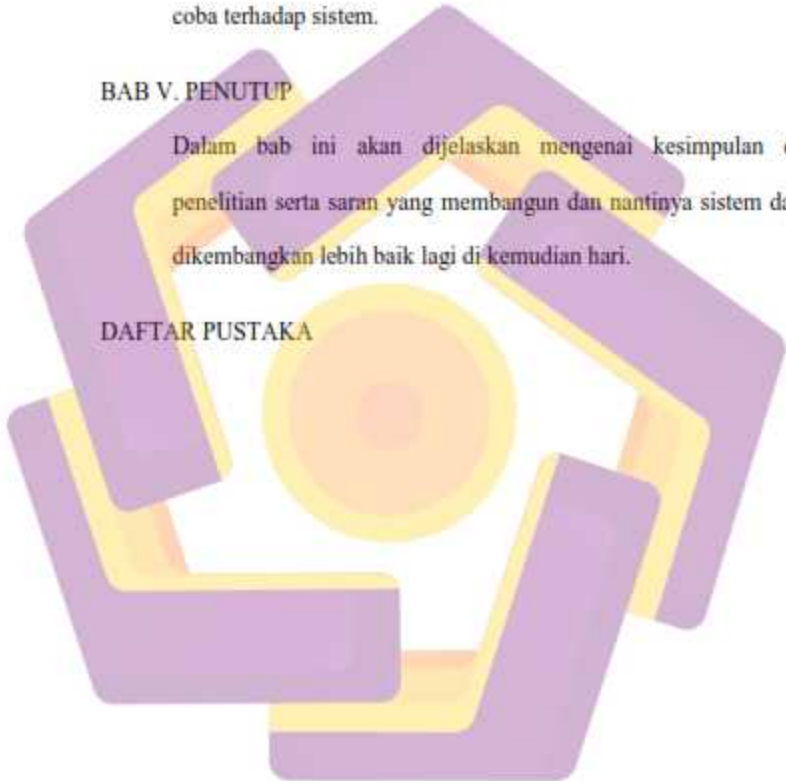 coba terhadap sistem.
BAB V. PENUTUP
Dalam bab ini akan dijelaskan mengenai kesimpulan
penelitian serta saran yang membangun dan nantinya sistem
dikembangkan lebih baik lagi di kemudian hari.
DAFTAR PUSTAKA